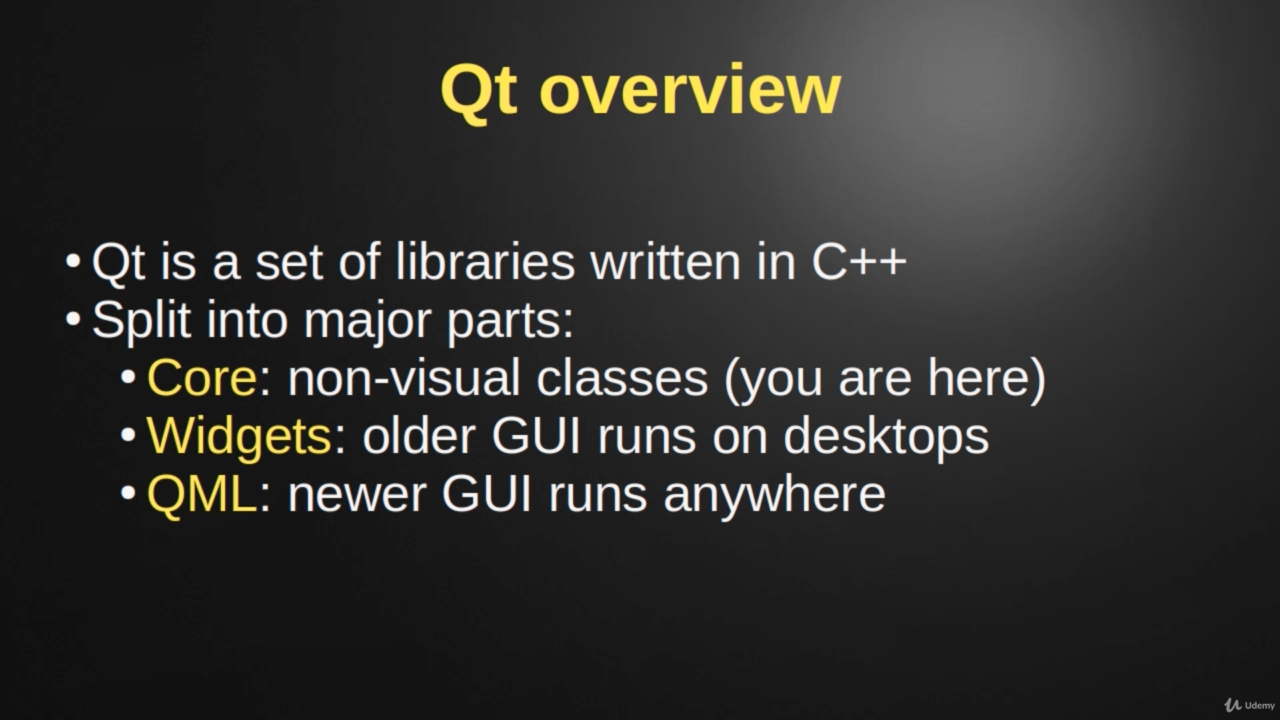 Qt overview
• Qt is a set of libraries written in C++
• Split into major parts:
• Core: non-visual classes (you are here)
• Widgets: older GUI runs on desktops
• QML: newer GUI runs anywhere
Udemy